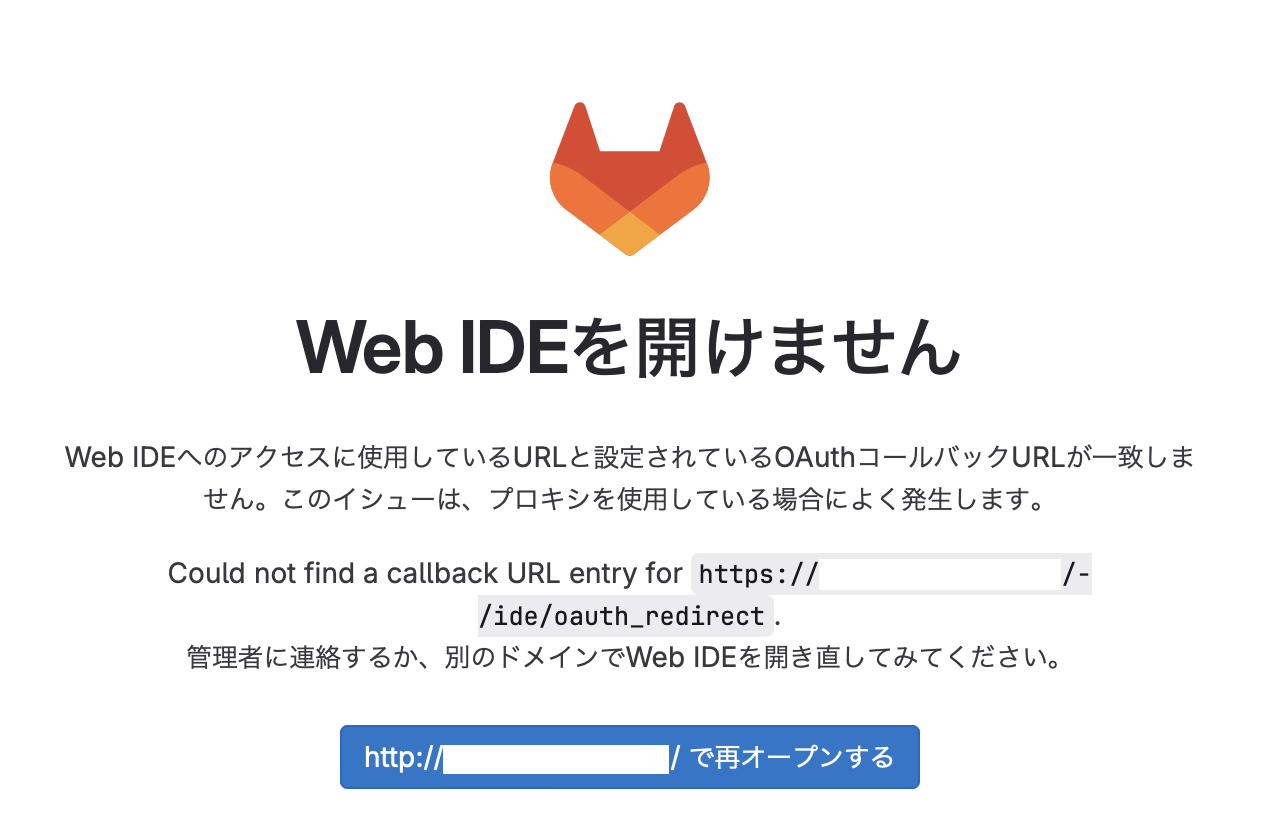 Web IDEを開けません
Web IDEへのアクセスに使用しているURLと設定されているOAuthコールバックURLが一致しま
せん。このイシューは、プロキシを使用している場合によく発生します。
Could not find a callback URL entry for https:// /-
/ide/oauth_redirect.
管理者に連絡するか、別のドメインでWeb IDEを開き直してみてください。
http:// / で再オープンする